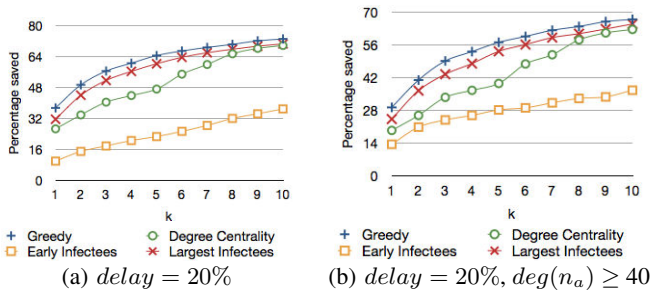 80
64
48
32
16
0
Percentage saved
1 2 3 4 5 6 7 8 9 10
k
Greedy Degree Centrality
Early Infectees Largest Infectees
(a) delay = 20%
70
56
42
28
14
0
Percentage saved
1 2 3 4 5 6 7 8 9 10
k
Greedy Degree Centrality
Early Infectees Largest Infectees
(b) delay = 20%, deg(nₐ) ≥ 40